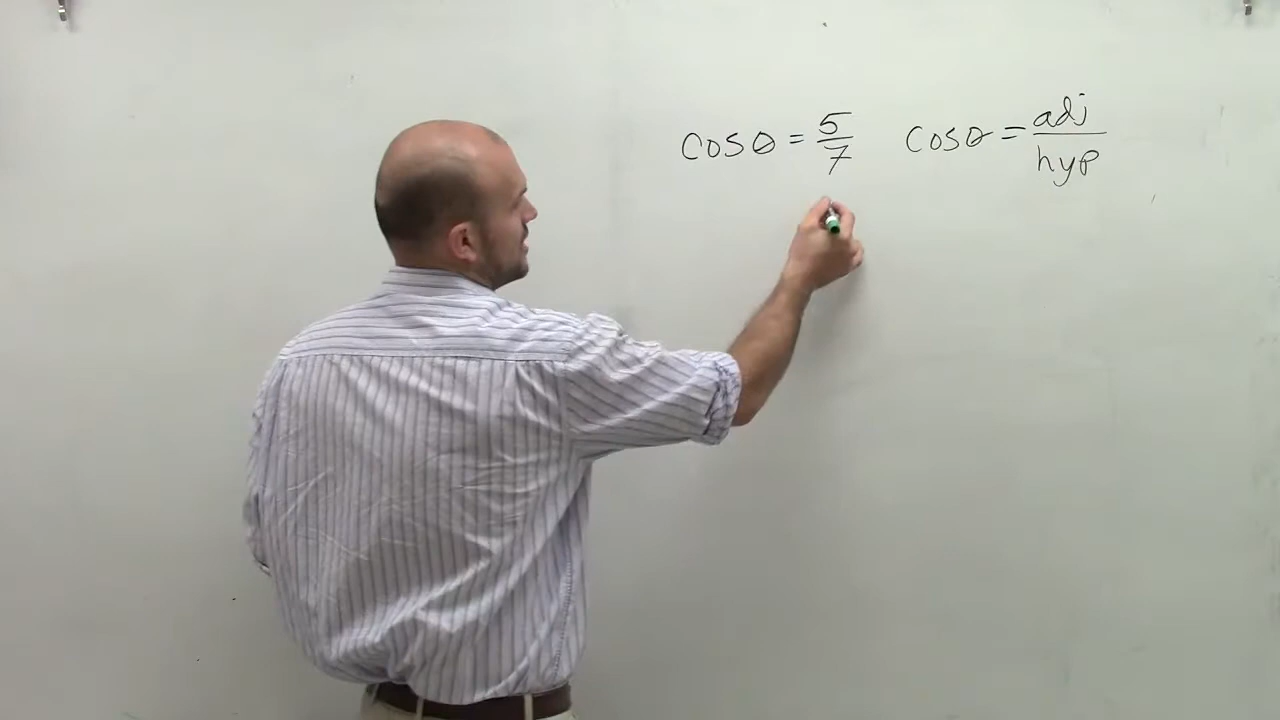 cosθ = 5/7 cosθ = adj/hyp